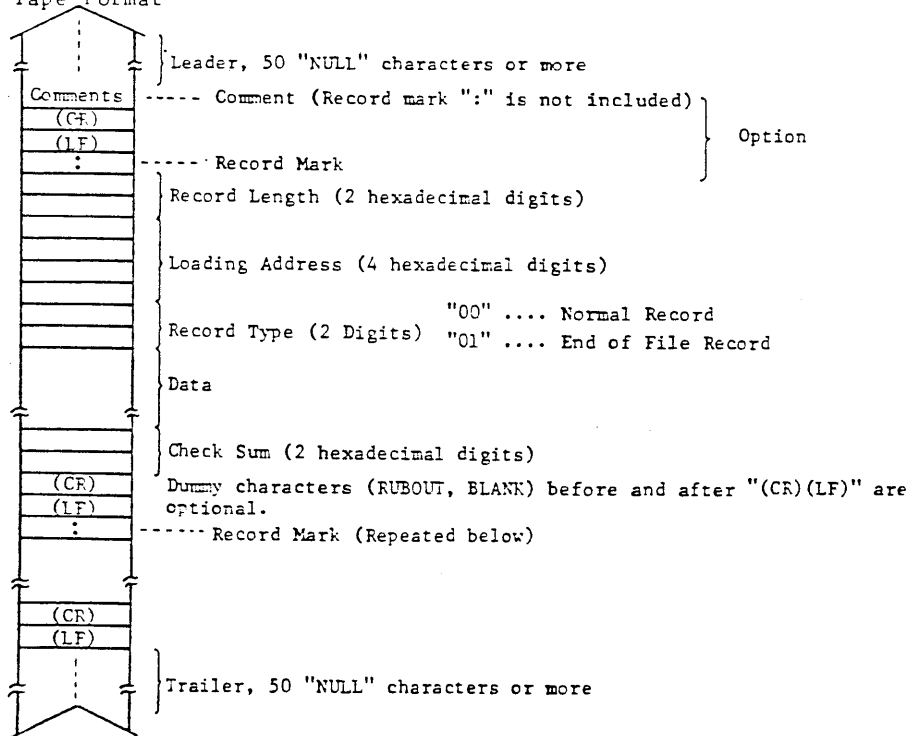 Tape Format
Leader, 50 "NULL" characters or more
Comments ----- Comment (Record mark ":" is not included)
(CR)
(LF)
Option
: ----- Record Mark
Record Length (2 hexadecimal digits)
Loading Address (4 hexadecimal digits)
Record Type (2 Digits) "00" .... Normal Record
"01" .... End of File Record
Data
Check Sum (2 hexadecimal digits)
(CR) Dummy characters (RUBOUT, BLANK) before and after "(CR)(LF)" are
(LF) optional.
: ------ Record Mark (Repeated below)
(CR)
(LF)
Trailer, 50 "NULL" characters or more